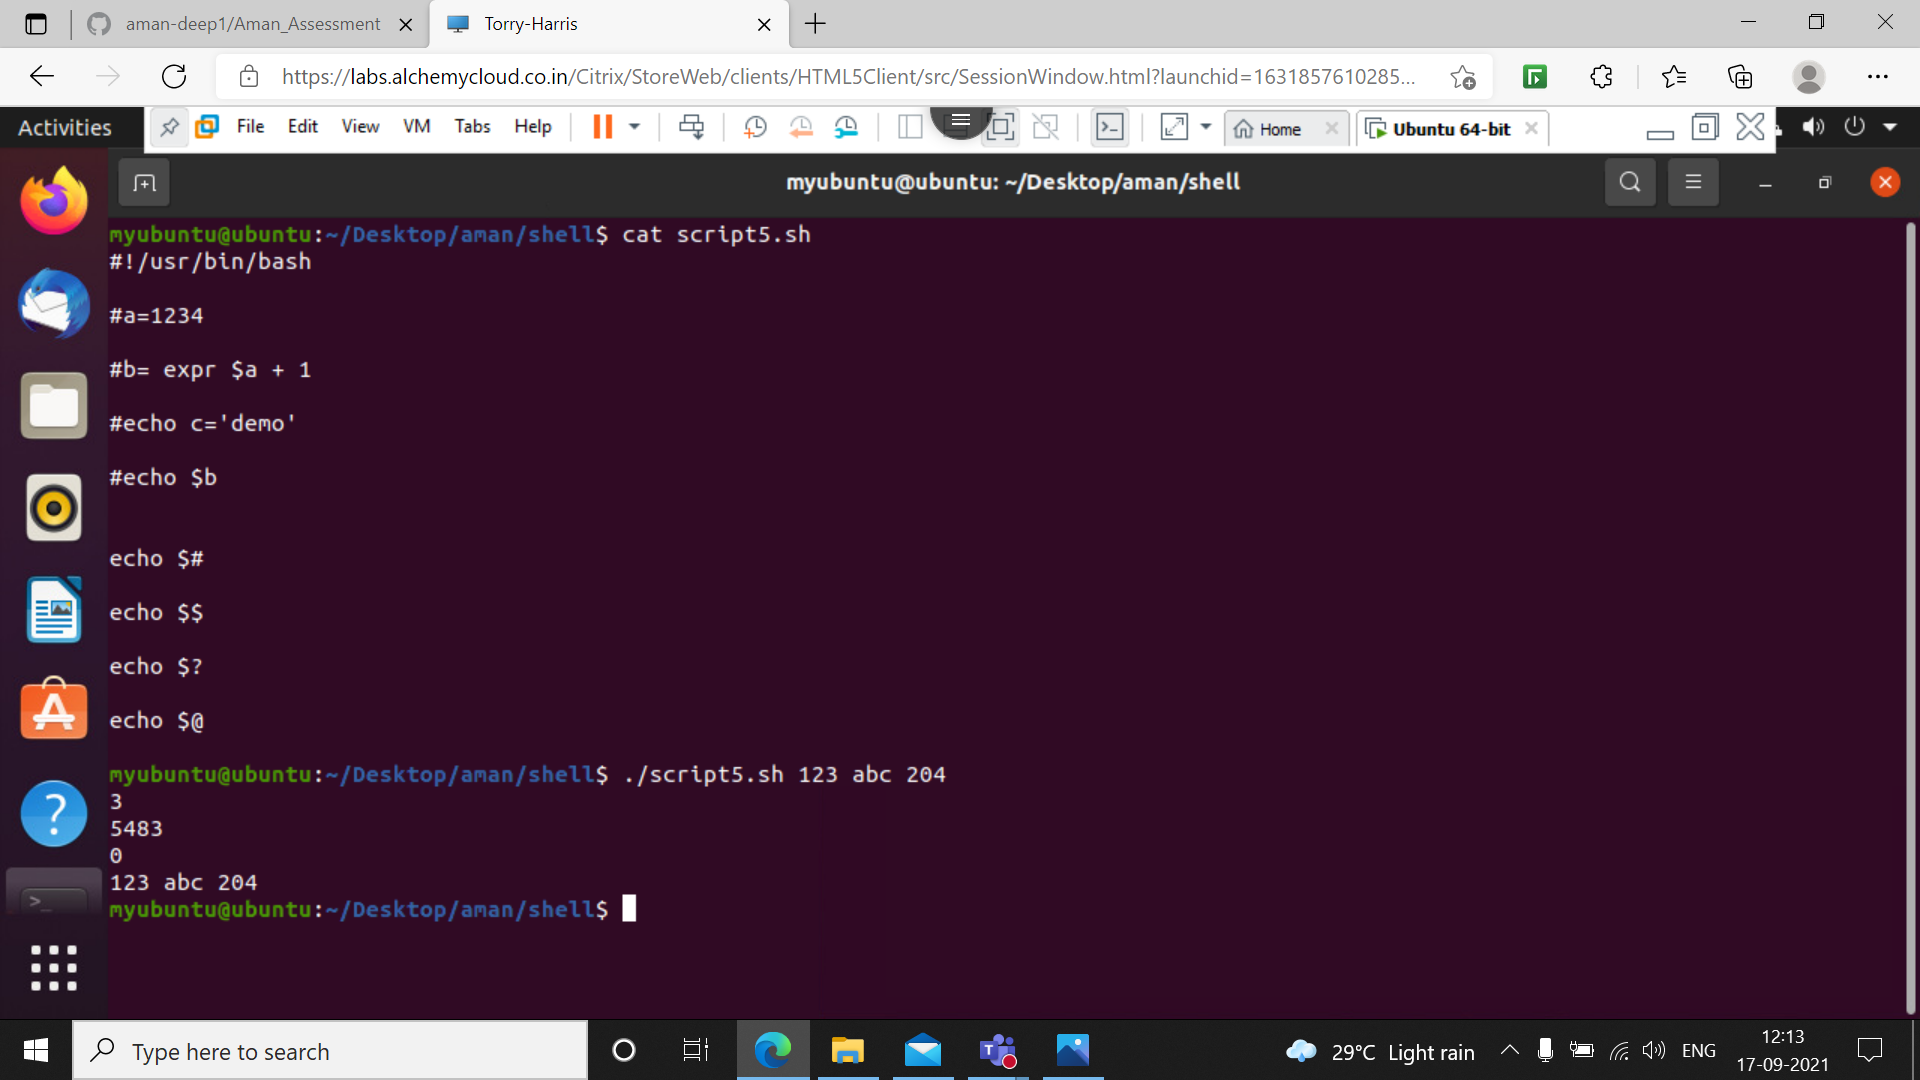 aman-deep1/Aman_Assessment
Torry-Harris
https://labs.alchemycloud.co.in/Citrix/StoreWeb/clients/HTML5Client/src/SessionWindow.html?launchid=1631857610285...
Activities
File Edit View VM Tabs Help
Home
Ubuntu 64-bit
myubuntu@ubuntu: ~/Desktop/aman/shell
myubuntu@ubuntu:~/Desktop/aman/shell$ cat script5.sh
#!/usr/bin/bash
#a=1234
#b= expr $a + 1
#echo c='demo'
#echo $b
echo $#
echo $$
echo $?
echo $@
myubuntu@ubuntu:~/Desktop/aman/shell$ ./script5.sh 123 abc 204
3
5483
0
123 abc 204
myubuntu@ubuntu:~/Desktop/aman/shell$
Type here to search
29°C Light rain
ENG
12:13
17-09-2021